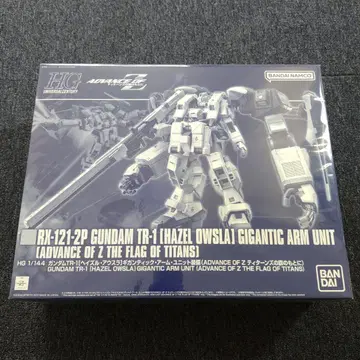 HG
UNIVERSAL CENTURY
ADVANCE OF Z
BANDAI NAMCO
RX-121-2P GUNDAM TR-1 [HAZEL OWSLA] GIGANTIC ARM UNIT
[ADVANCE OF Z THE FLAG OF TITANS]
HG 1/144 ガンダムTR-1[ヘイズル・アウスラ]ギガンティック・アーム・ユニット装備[ADVANCE OF Z ティターンズの旗のもとに]
GUNDAM TR-1 [HAZEL OWSLA] GIGANTIC ARM UNIT [ADVANCE OF Z THE FLAG OF TITANS]
BAN
DAI